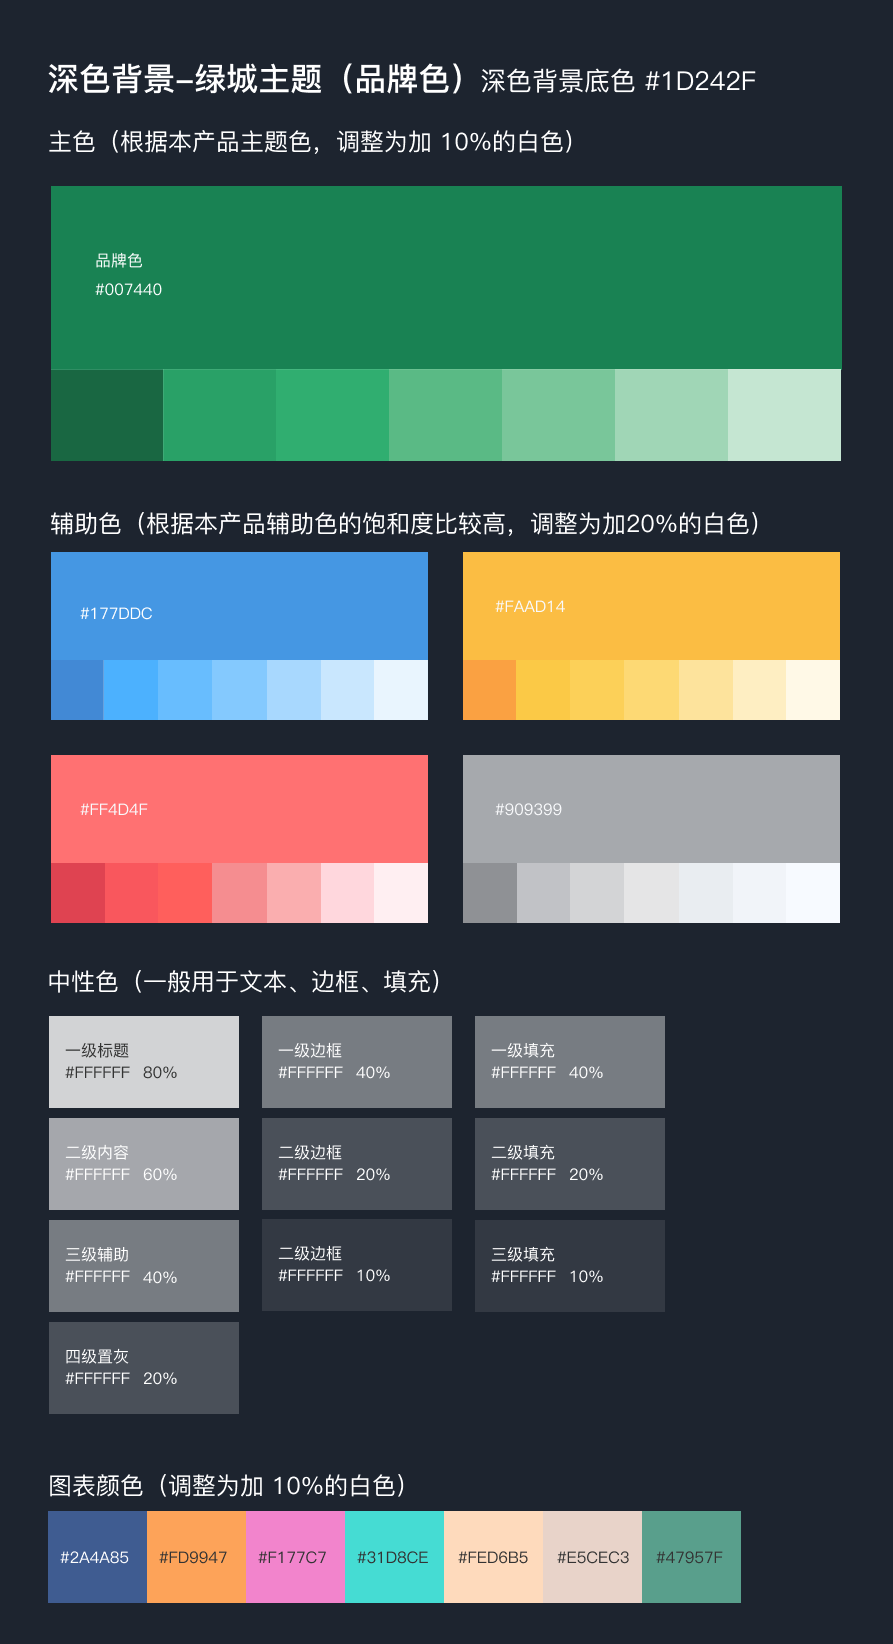 深色背景-绿城主题（品牌色）深色背景底色 #1D242F
主色（根据本产品主题色，调整为加 10%的白色）
品牌色
#007440
辅助色（根据本产品辅助色的饱和度比较高，调整为加20%的白色）
#177DDC
#FAAD14
#FF4D4F
#909399
中性色（一般用于文本、边框、填充）
一级标题
#FFFFFF 80%
一级边框
#FFFFFF 40%
一级填充
#FFFFFF 40%
二级内容
#FFFFFF 60%
二级边框
#FFFFFF 20%
二级填充
#FFFFFF 20%
三级辅助
#FFFFFF 40%
二级边框
#FFFFFF 10%
三级填充
#FFFFFF 10%
四级置灰
#FFFFFF 20%
图表颜色（调整为加 10%的白色）
#2A4A85 #FD9947 #F177C7 #31D8CE #FED6B5 #E5CEC3 #47957F